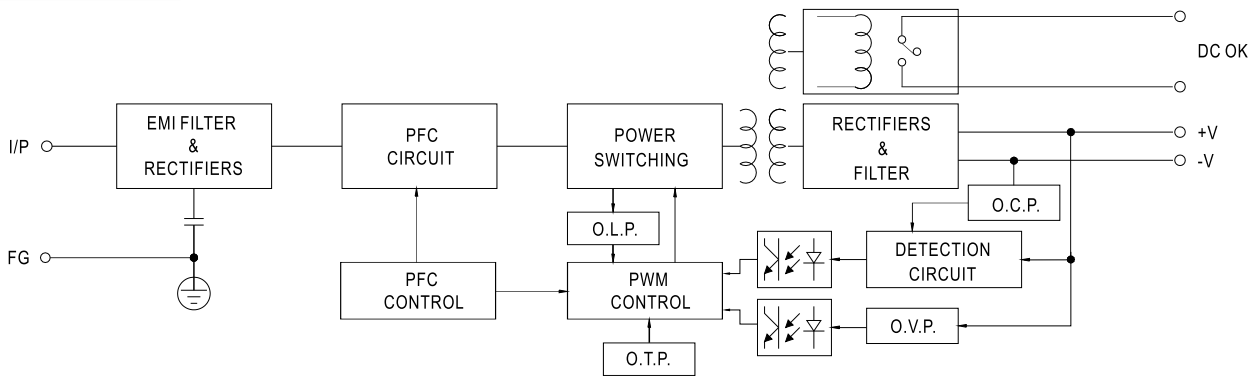 DC OK
I/P
EMI FILTER
&
RECTIFIERS
PFC
CIRCUIT
POWER
SWITCHING
RECTIFIERS
&
FILTER
+V
-V
O.C.P.
O.L.P.
FG
PFC
CONTROL
PWM
CONTROL
DETECTION
CIRCUIT
O.V.P.
O.T.P.